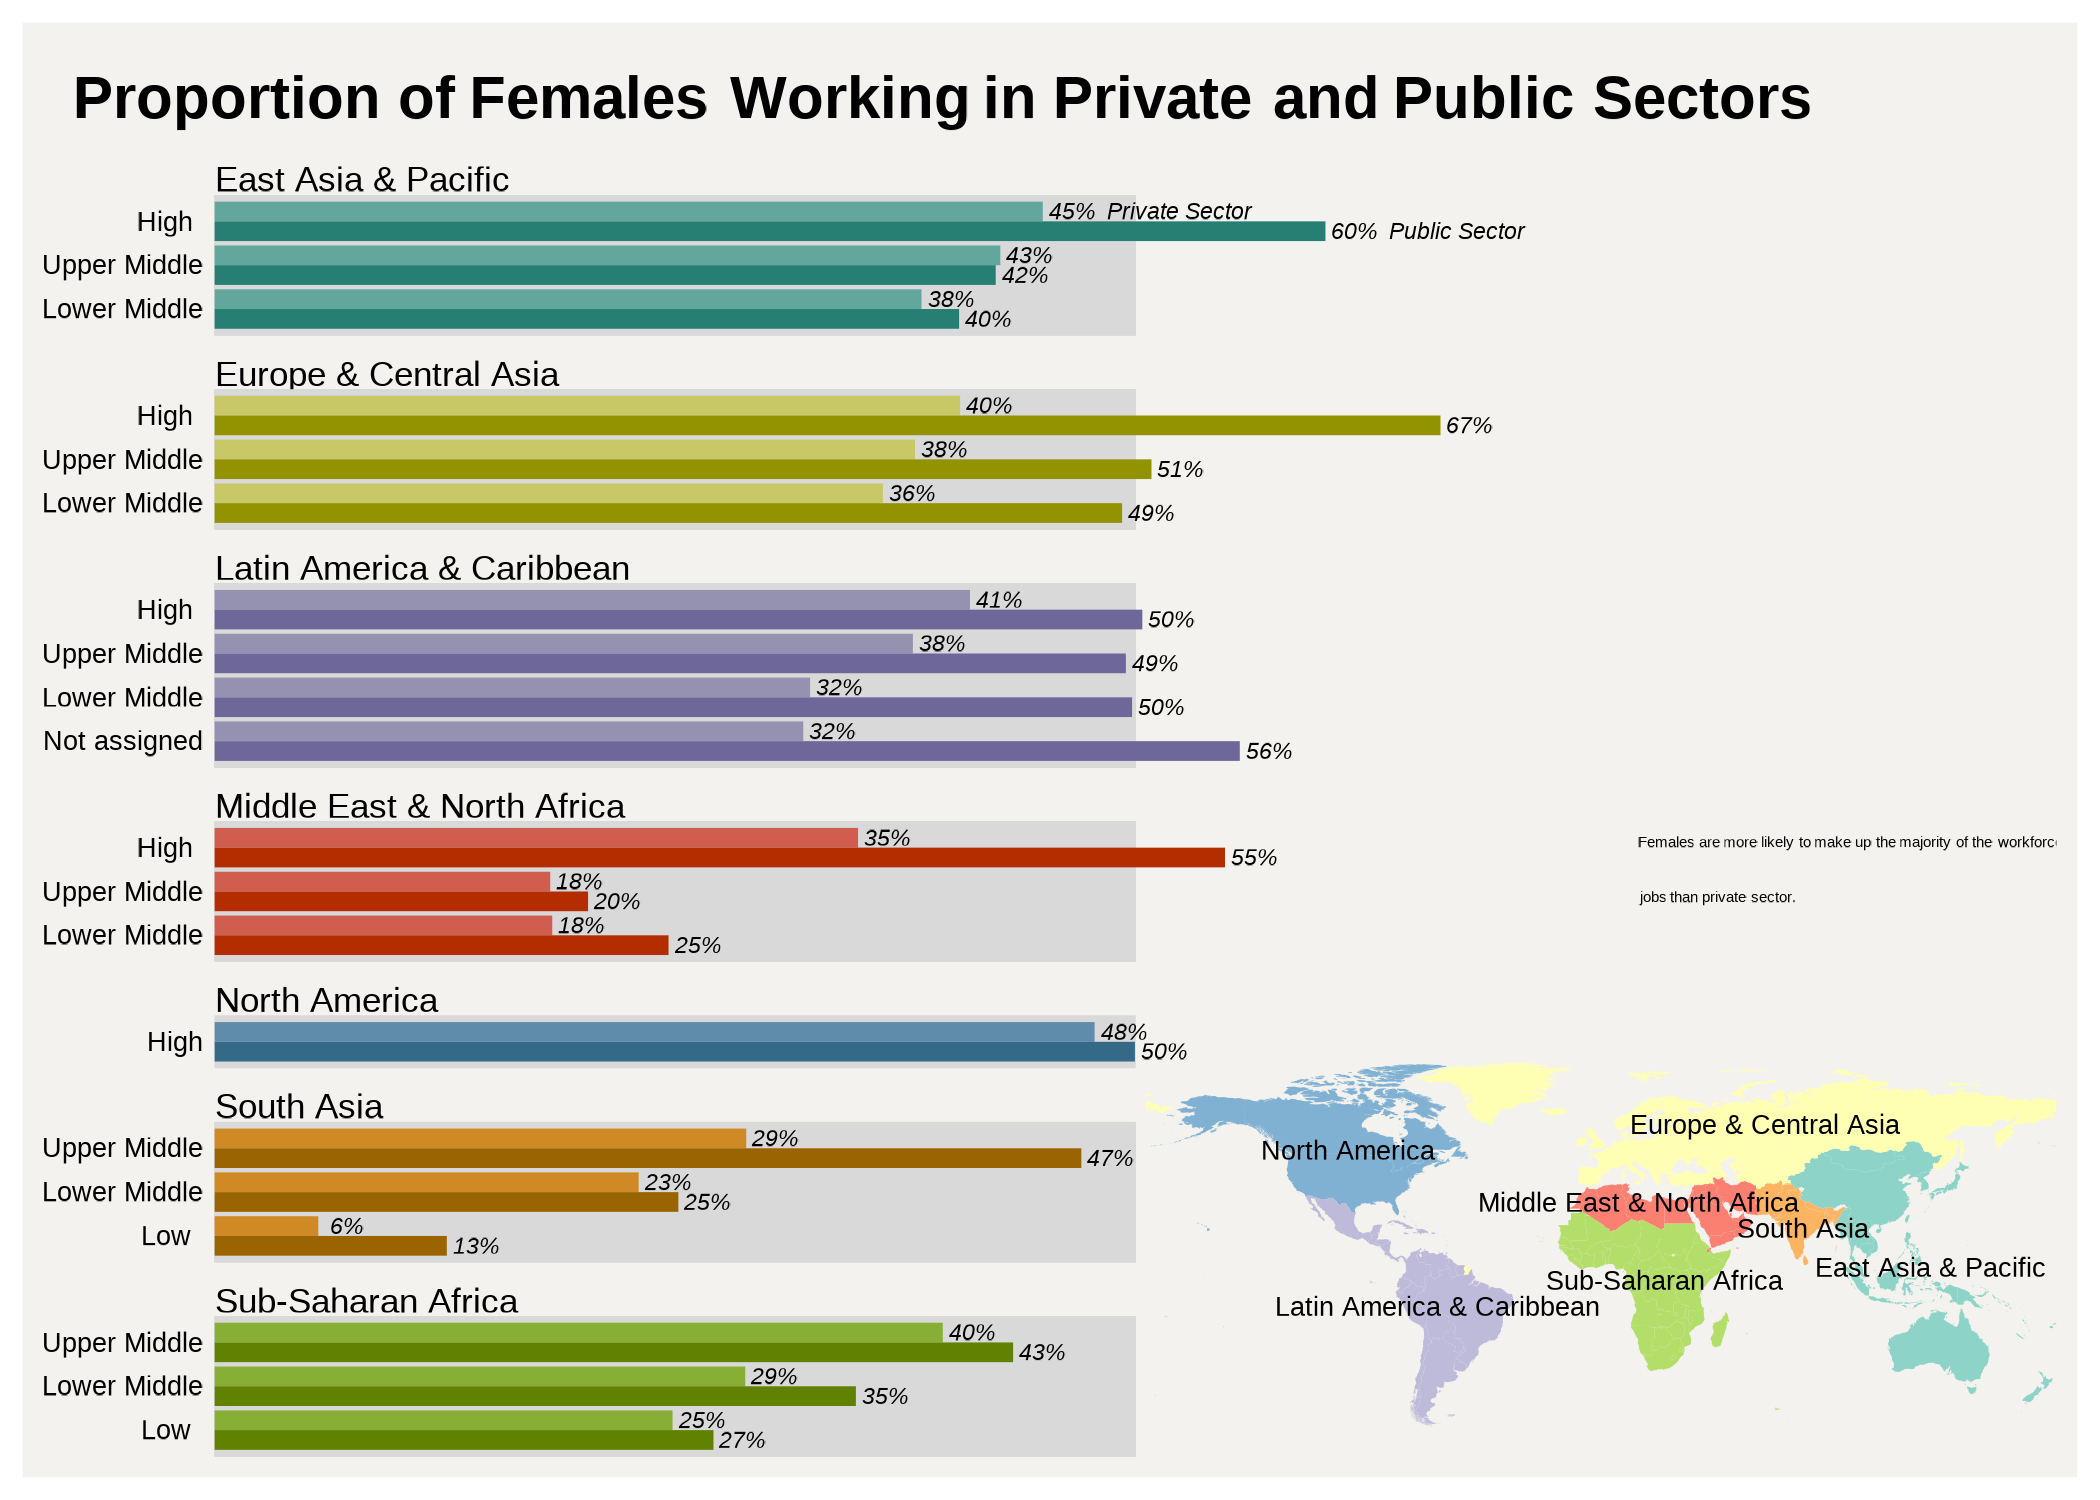 Proportion of Females Working in Private and Public Sectors
East Asia & Pacific
High
45% Private Sector
60% Public Sector
Upper Middle
43%
42%
Lower Middle
38%
40%
Europe & Central Asia
High
40%
67%
Upper Middle
38%
51%
Lower Middle
36%
49%
Latin America & Caribbean
High
41%
50%
Upper Middle
38%
49%
Lower Middle
32%
50%
Not assigned
32%
56%
Middle East & North Africa
High
35%
55%
Upper Middle
18%
20%
Lower Middle
18%
25%
Females are more likely to make up the majority of the
jobs than private sector.
North America
High
48%
50%
South Asia
Upper Middle
29%
47%
Lower Middle
23%
25%
Low
6%
13%
Sub-Saharan Africa
Upper Middle
40%
43%
Lower Middle
29%
35%
Low
25%
27%
Europe & Central Asia
North America
Middle East & North Africa
South Asia
East Asia & Pacific
Sub-Saharan Africa
Latin America & Caribbean